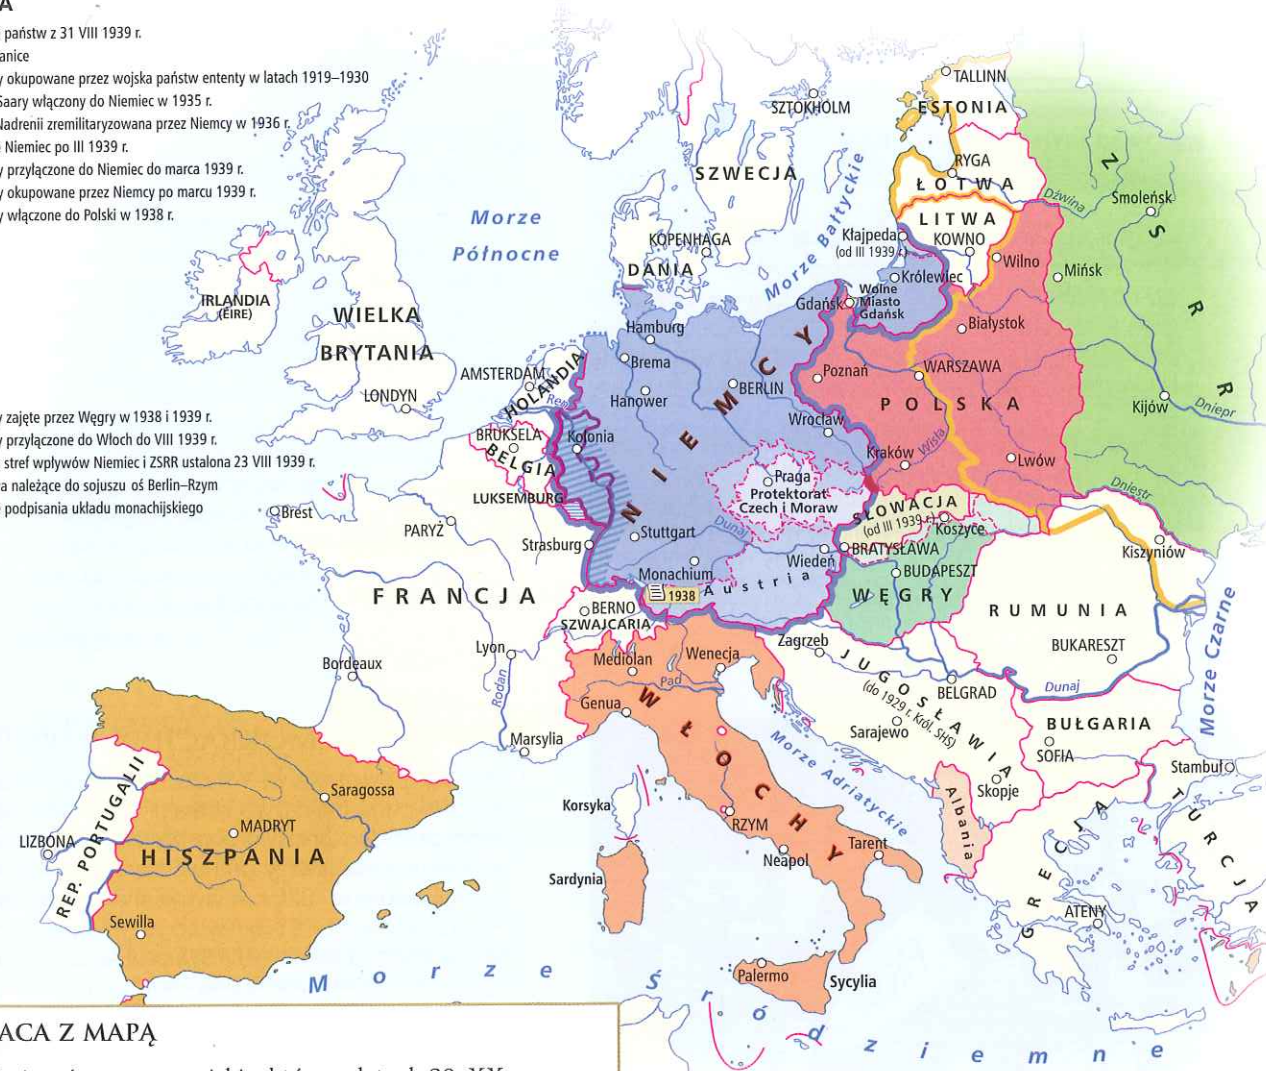 A
państw z 31 VIII 1939 r.
anice
y okupowane przez wojska państw ententy w latach 1919–1930
Saary włączony do Niemiec w 1935 r.
Nadrenii zremilitaryzowana przez Niemcy w 1936 r.
Niemiec po III 1939 r.
y przyłączone do Niemiec do marca 1939 r.
y okupowane przez Niemcy po marcu 1939 r.
y włączone do Polski w 1938 r.
y zajęte przez Węgry w 1938 i 1939 r.
y przyłączone do Włoch do VIII 1939 r.
stref wpływów Niemiec i ZSRR ustalona 23 VIII 1939 r.
a należące do sojuszu oś Berlin–Rzym
podpisania układu monachijskiego
TALLINN
ESTONIA
SZTOKHOLM
SZWECJA
RYGA
ŁOTWA
Dźwina
Smoleńsk
ZSRR
Morze
Północne
Morze Bałtyckie
LITWA
KOWNO
Kłajpeda
(od III 1939 r.)
KOPENHAGA
DANIA
Wilno
Mińsk
Królewiec
Wolne
Miasto
Gdańsk
Gdańsk
IRLANDIA
(ÉIRE)
WIELKA
BRYTANIA
LONDYN
Hamburg
Brema
Hanower
BERLIN
NIEMCY
Białystok
WARSZAWA
Poznań
POLSKA
Kijów
Dniepr
AMSTERDAM
HOLANDIA
Ren
Wrocław
BRUKSELA
BELGIA
Kolonia
Kraków
Wisła
Lwów
LUKSEMBURG
Praga
Protektorat
Czech i Moraw
Dniestr
Brest
PARYŻ
Strasburg
Stuttgart
Dunaj
SŁOWACJA
(od III 1939 r.)
Koszyce
Kiszyniów
Wiedeń
BRATYSŁAWA
Monachium
Austria
1938
BUDAPESZT
WĘGRY
FRANCJA
BERNO
SZWAJCARIA
RUMUNIA
BUKARESZT
Zagrzeb
Lyon
Mediolan
Wenecja
Pad
Bordeaux
Rodan
Genua
WŁOCHY
JUGOSŁAWIA
(do 1929 r. Król. SHS)
BELGRAD
Dunaj
Morze Czarne
Marsylia
Sarajewo
BUŁGARIA
SOFIA
Morze Adriatyckie
Skopje
Stambuł
TURCJA
Saragossa
Korsyka
Albania
MADRYT
HISZPANIA
LIZBONA
REP. PORTUGALII
RZYM
Neapol
Tarent
GRECJA
Sardynia
ATENY
Sewilla
Palermo
Sycylia
Morze Śródziemne
ACA Z MAPĄ